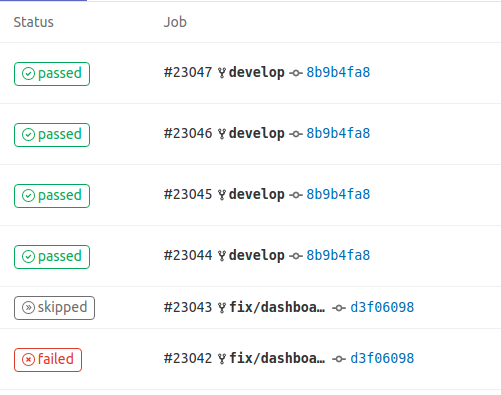 Status Job
passed #23047 develop 8b9b4fa8
passed #23046 develop 8b9b4fa8
passed #23045 develop 8b9b4fa8
passed #23044 develop 8b9b4fa8
skipped #23043 fix/dashboa… d3f06098
failed #23042 fix/dashboa… d3f06098